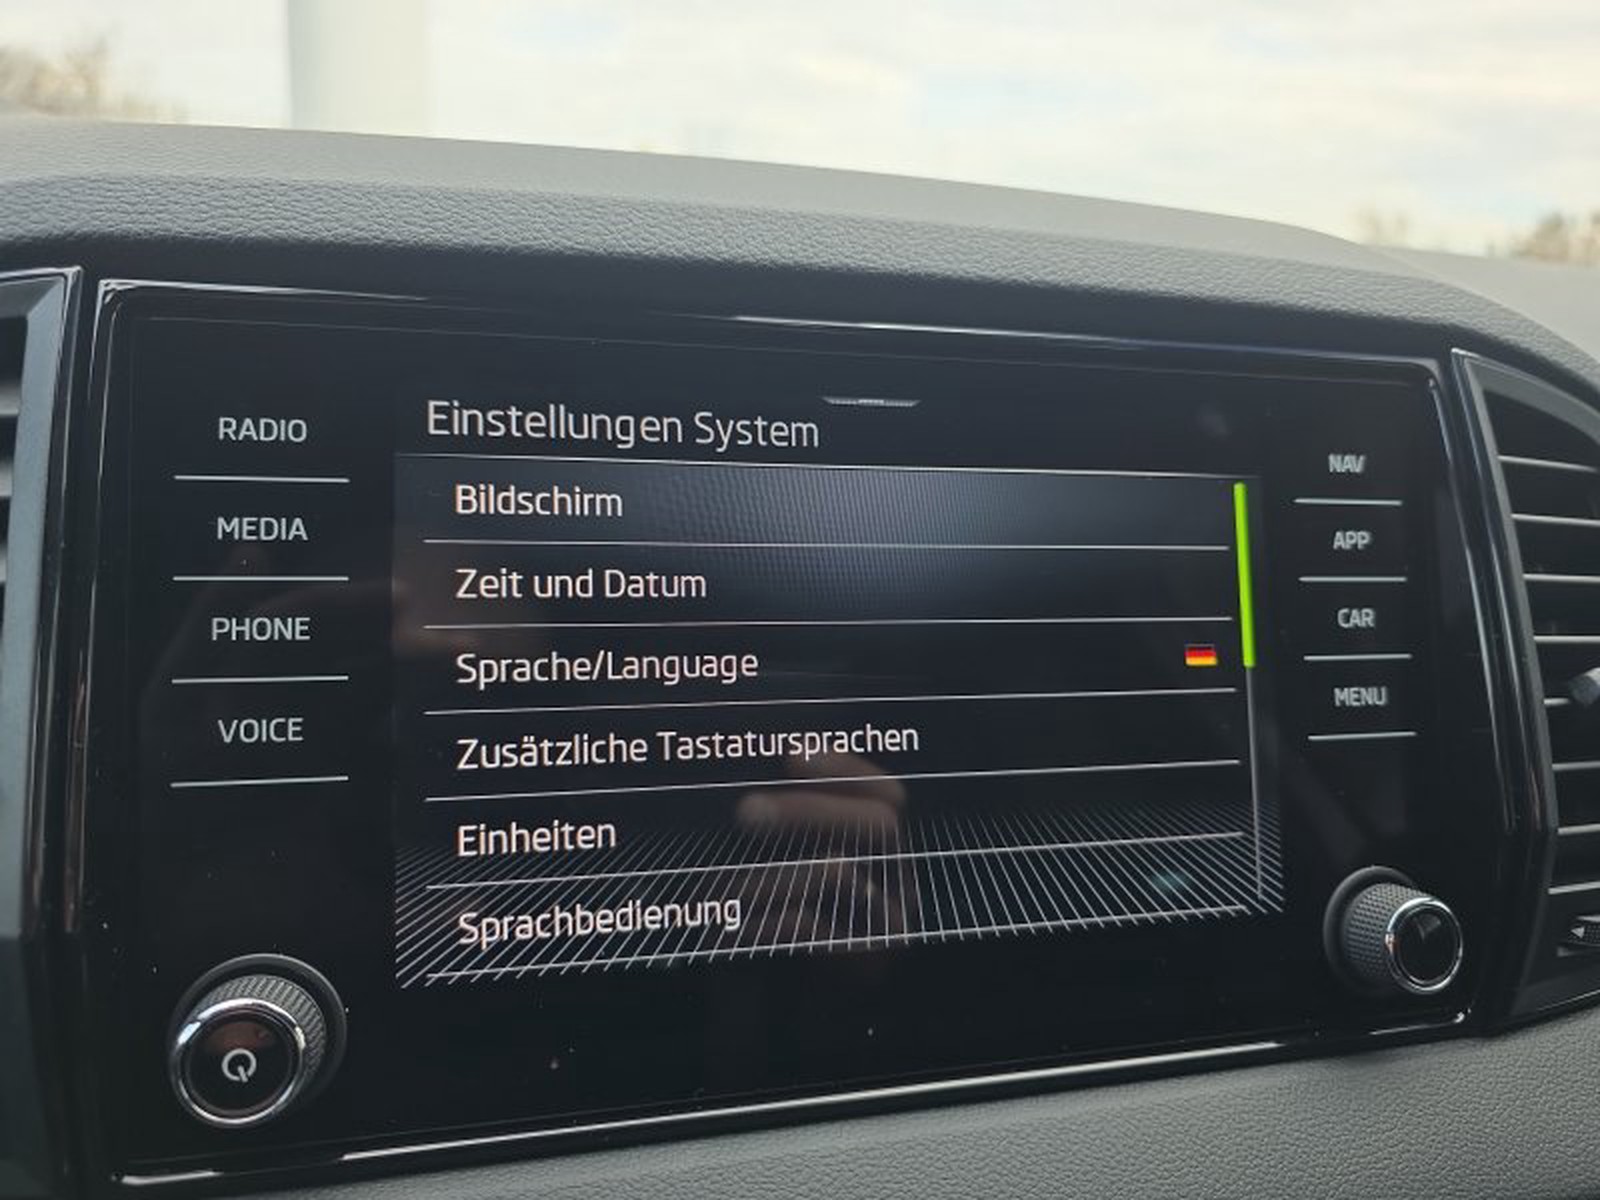 RADIO
MEDIA
PHONE
VOICE
Einstellungen System
Bildschirm
Zeit und Datum
Sprache/Language
Zusätzliche Tastatursprachen
Einheiten
Sprachbedienung
NAV
APP
CAR
MENU